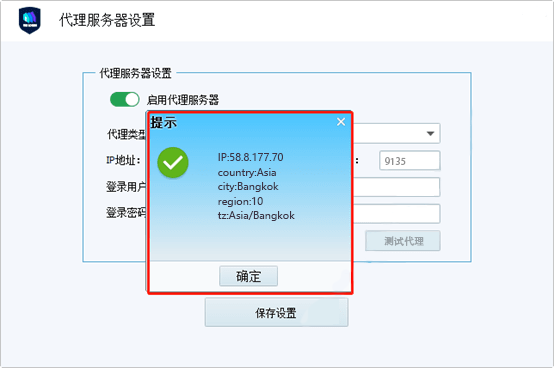 代理服务器设置
代理服务器设置
启用代理服务器
代理类型
IP地址:
:
9135
登录用户
登录密码
测试代理
提示
IP:58.8.177.70
country:Asia
city:Bangkok
region:10
tz:Asia/Bangkok
确定
保存设置